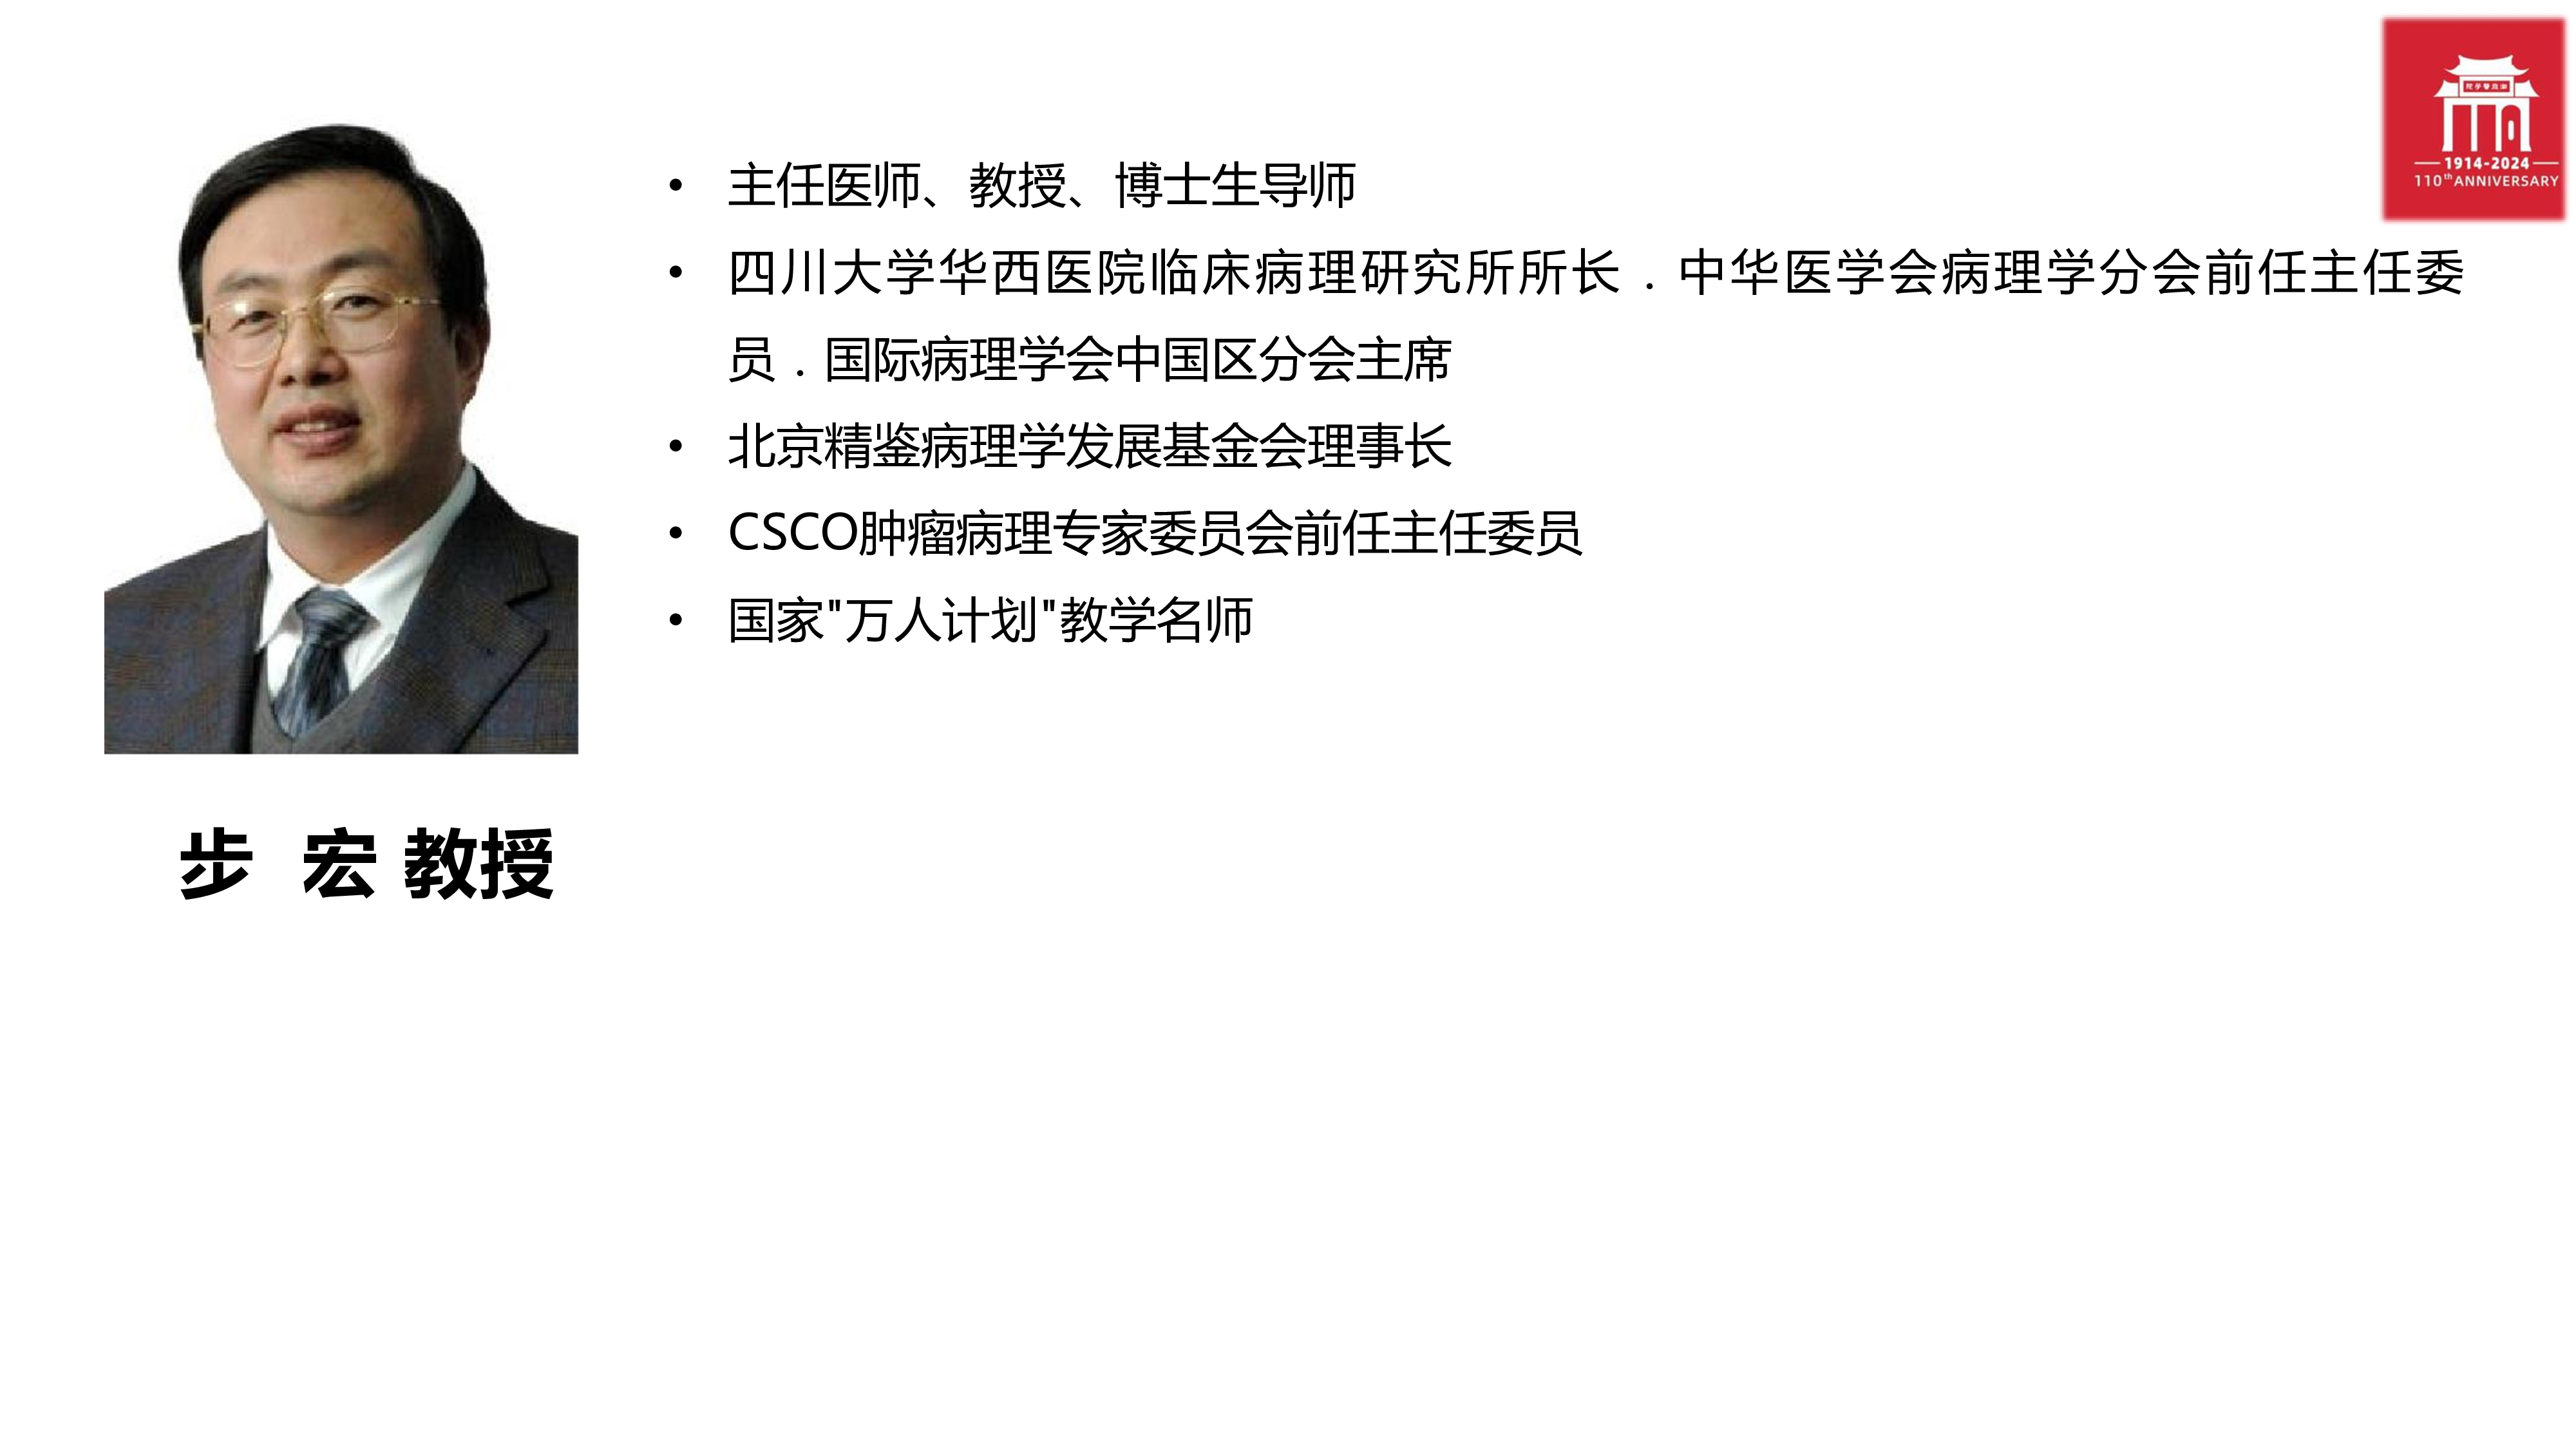 1914-2024
110th ANNIVERSARY
• 主任医师、教授、博士生导师
• 四川大学华西医院临床病理研究所所长．中华医学会病理学分会前任主任委
员．国际病理学会中国区分会主席
• 北京精鉴病理学发展基金会理事长
• CSCO肿瘤病理专家委员会前任主任委员
• 国家"万人计划"教学名师
步 宏 教授